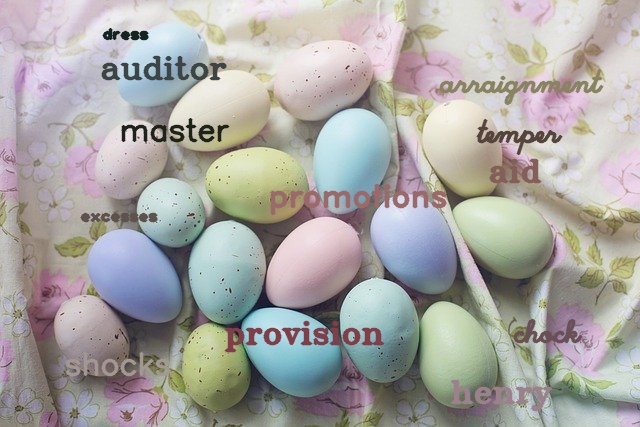 dress
auditor
arraignment
master
temper
aid
promotions
excesses
provision
chock
shocks
henry